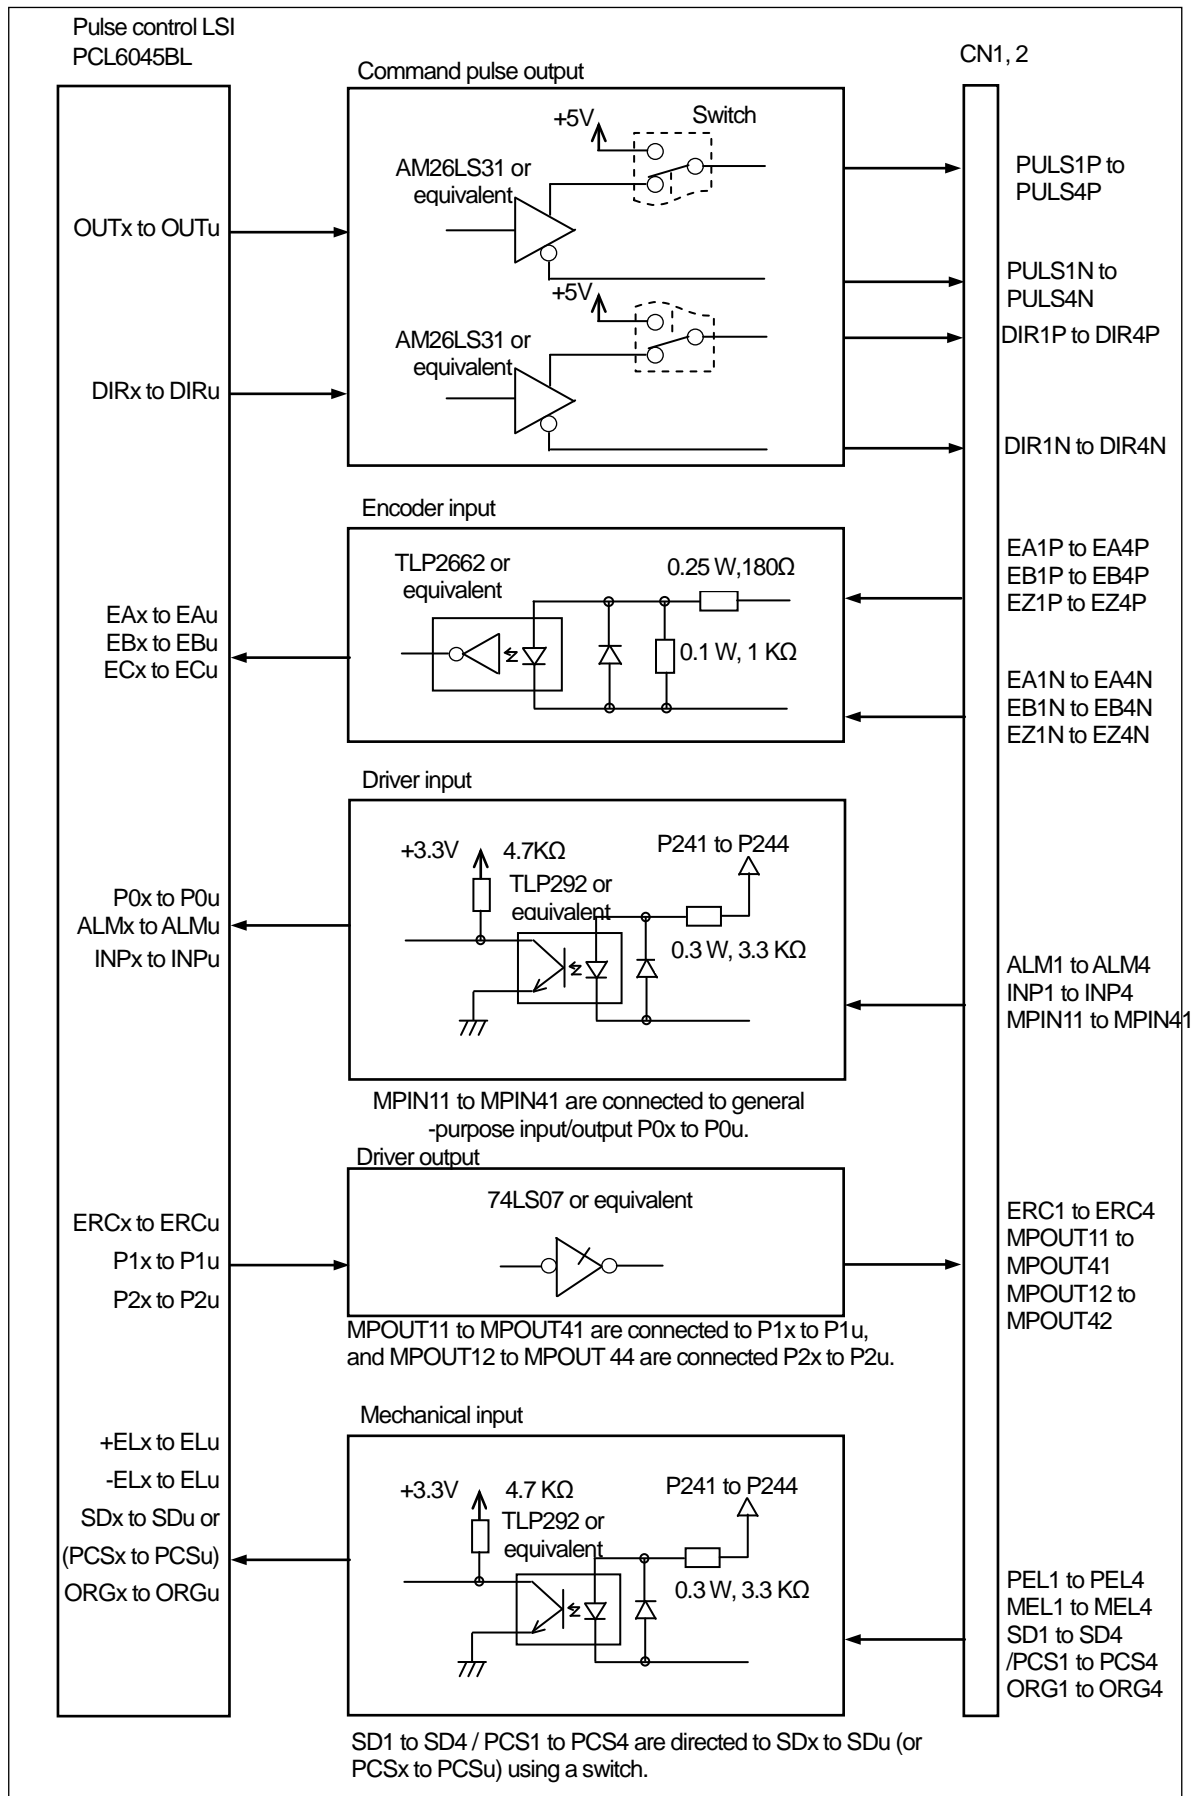 Pulse control LSI
PCL6045BL
CN1, 2
Command pulse output
+5V
Switch
AM26LS31 or
equivalent
PULS1P to
PULS4P
OUTx to OUTu
PULS1N to
PULS4N
+5V
AM26LS31 or
equivalent
DIR1P to DIR4P
DIRx to DIRu
DIR1N to DIR4N
Encoder input
TLP2662 or
equivalent
0.25 W,180Ω
0.1 W, 1 KΩ
EA1P to EA4P
EB1P to EB4P
EZ1P to EZ4P
EAx to EAu
EBx to EBu
ECx to ECu
EA1N to EA4N
EB1N to EB4N
EZ1N to EZ4N
Driver input
+3.3V
4.7KΩ
P241 to P244
TLP292 or
equivalent
0.3 W, 3.3 KΩ
P0x to P0u
ALMx to ALMu
INPx to INPu
ALM1 to ALM4
INP1 to INP4
MPIN11 to MPIN41
MPIN11 to MPIN41 are connected to general
-purpose input/output P0x to P0u.
Driver output
74LS07 or equivalent
ERCx to ERCu
P1x to P1u
P2x to P2u
ERC1 to ERC4
MPOUT11 to
MPOUT41
MPOUT12 to
MPOUT42
MPOUT11 to MPOUT41 are connected to P1x to P1u,
and MPOUT12 to MPOUT 44 are connected P2x to P2u.
Mechanical input
+3.3V
4.7 KΩ
P241 to P244
TLP292 or
equivalent
0.3 W, 3.3 KΩ
+ELx to ELu
-ELx to ELu
SDx to SDu or
(PCSx to PCSu)
ORGx to ORGu
PEL1 to PEL4
MEL1 to MEL4
SD1 to SD4
/PCS1 to PCS4
ORG1 to ORG4
SD1 to SD4 / PCS1 to PCS4 are directed to SDx to SDu (or
PCSx to PCSu) using a switch.